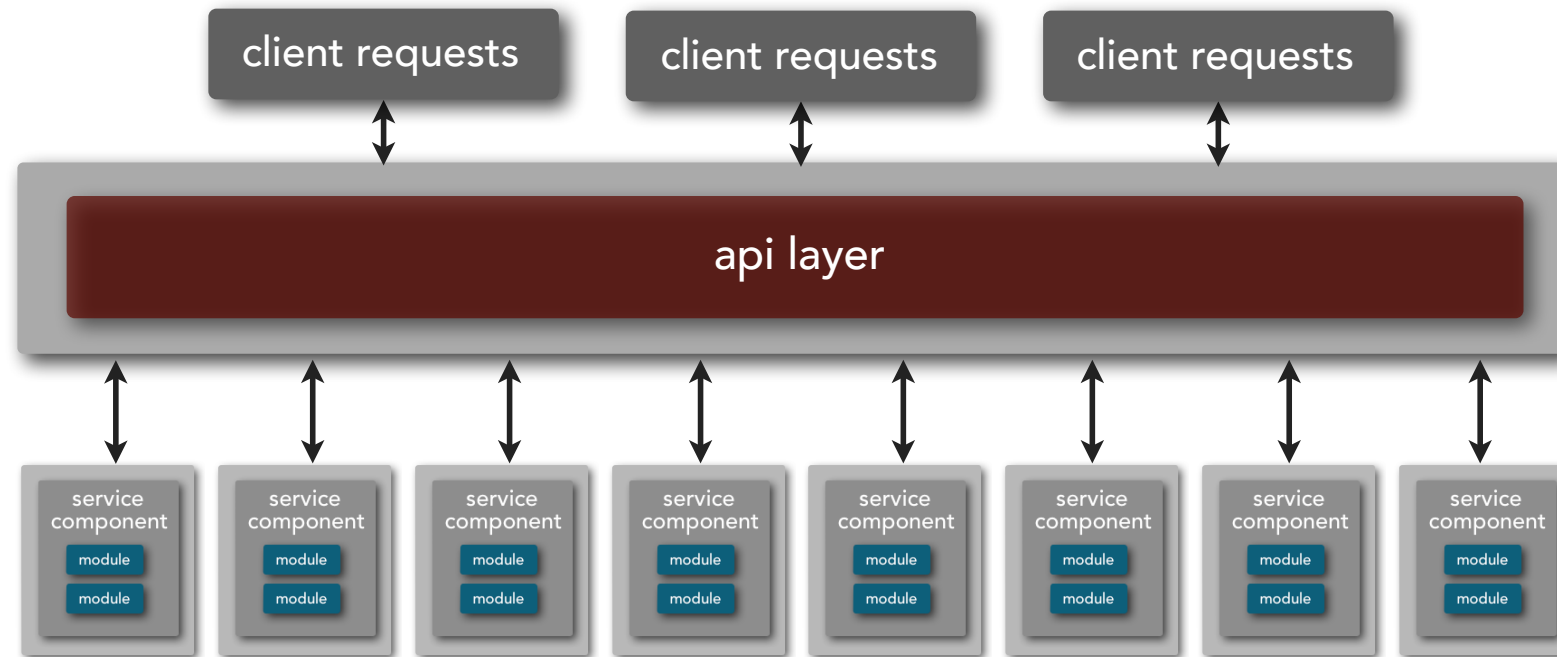 client requests
client requests
client requests
api layer
service
component
module
module
service
component
module
module
service
component
module
module
service
component
module
module
service
component
module
module
service
component
module
module
service
component
module
module
service
component
module
module